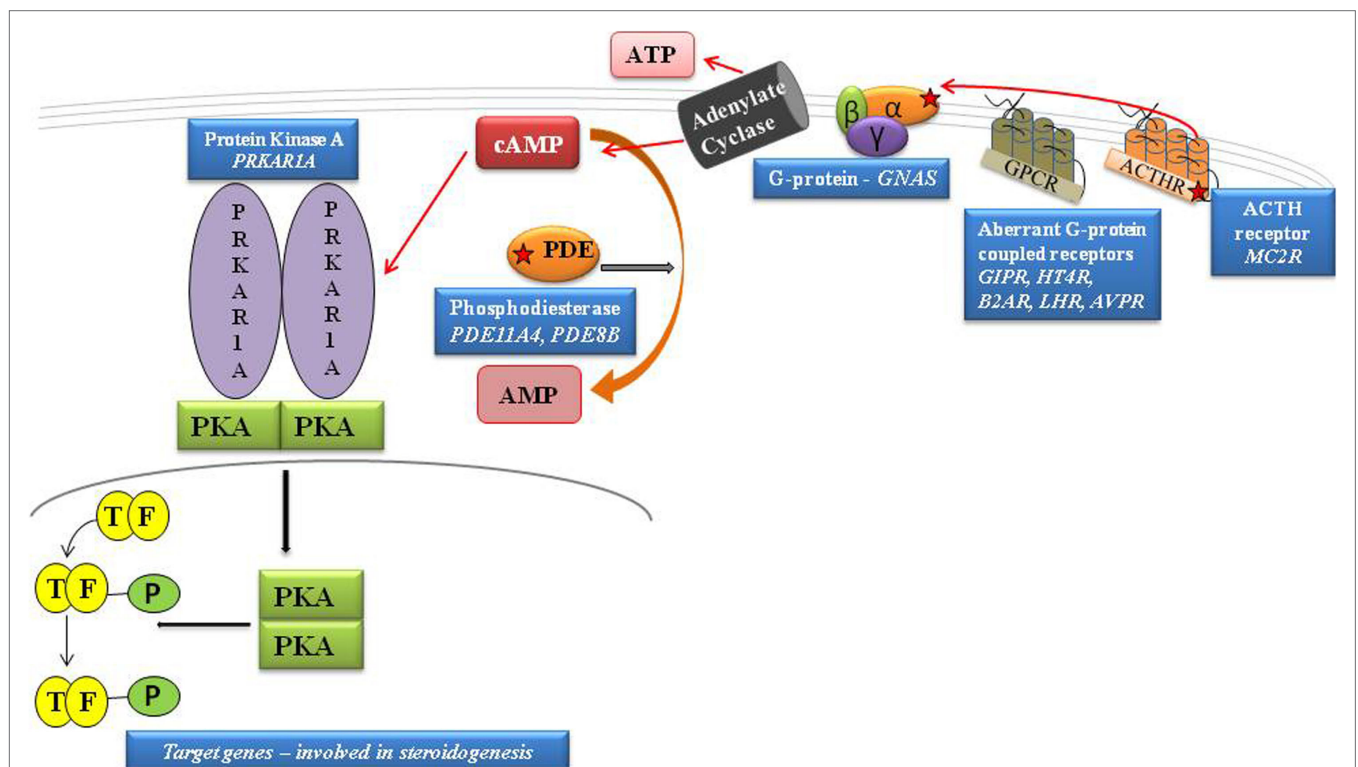 ATP
Adenylate
Cyclase
β
α
γ
GPCR
ACTHR
Protein Kinase A
PRKAR1A
cAMP
G-protein - GNAS
Aberrant G-protein
coupled receptors
GIPR, HT4R,
B2AR, LHR, AVPR
ACTH
receptor
MC2R
P
R
K
A
R
1
A
P
R
K
A
R
1
A
PDE
Phosphodiesterase
PDE11A4, PDE8B
AMP
PKA
PKA
T F
T F
P
PKA
PKA
T F
P
Target genes – involved in steroidogenesis